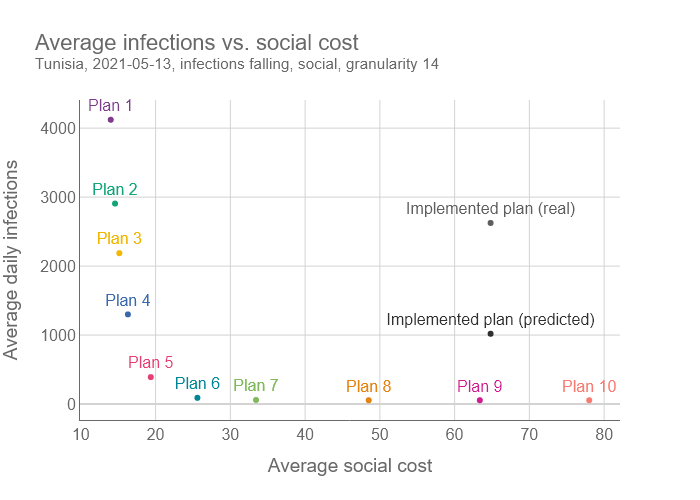 Average infections vs. social cost
Tunisia, 2021-05-13, infections falling, social, granularity 14
Average daily infections
4000
3000
2000
1000
0
Plan 1
Plan 2
Plan 3
Plan 4
Plan 5
Plan 6
Plan 7
Plan 8
Plan 9
Plan 10
Implemented plan (real)
Implemented plan (predicted)
10 20 30 40 50 60 70 80
Average social cost